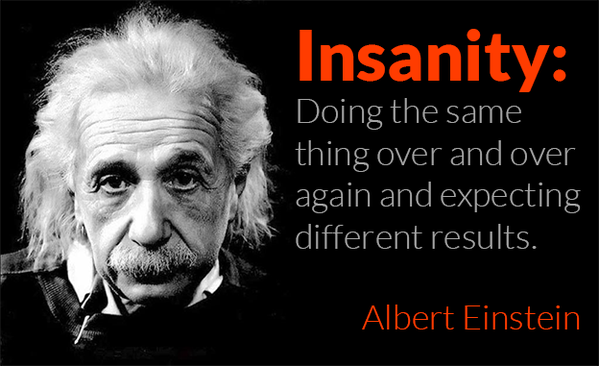 Insanity:
Doing the same
thing over and over
again and expecting
different results.
Albert Einstein